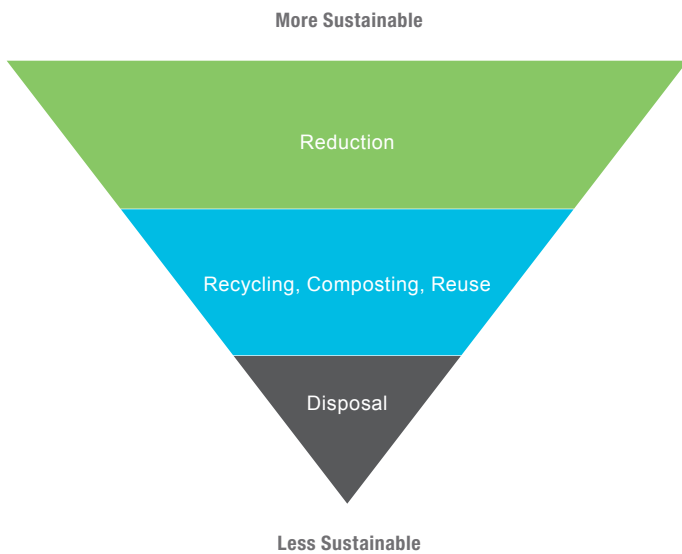 More Sustainable
Reduction
Recycling, Composting, Reuse
Disposal
Less Sustainable